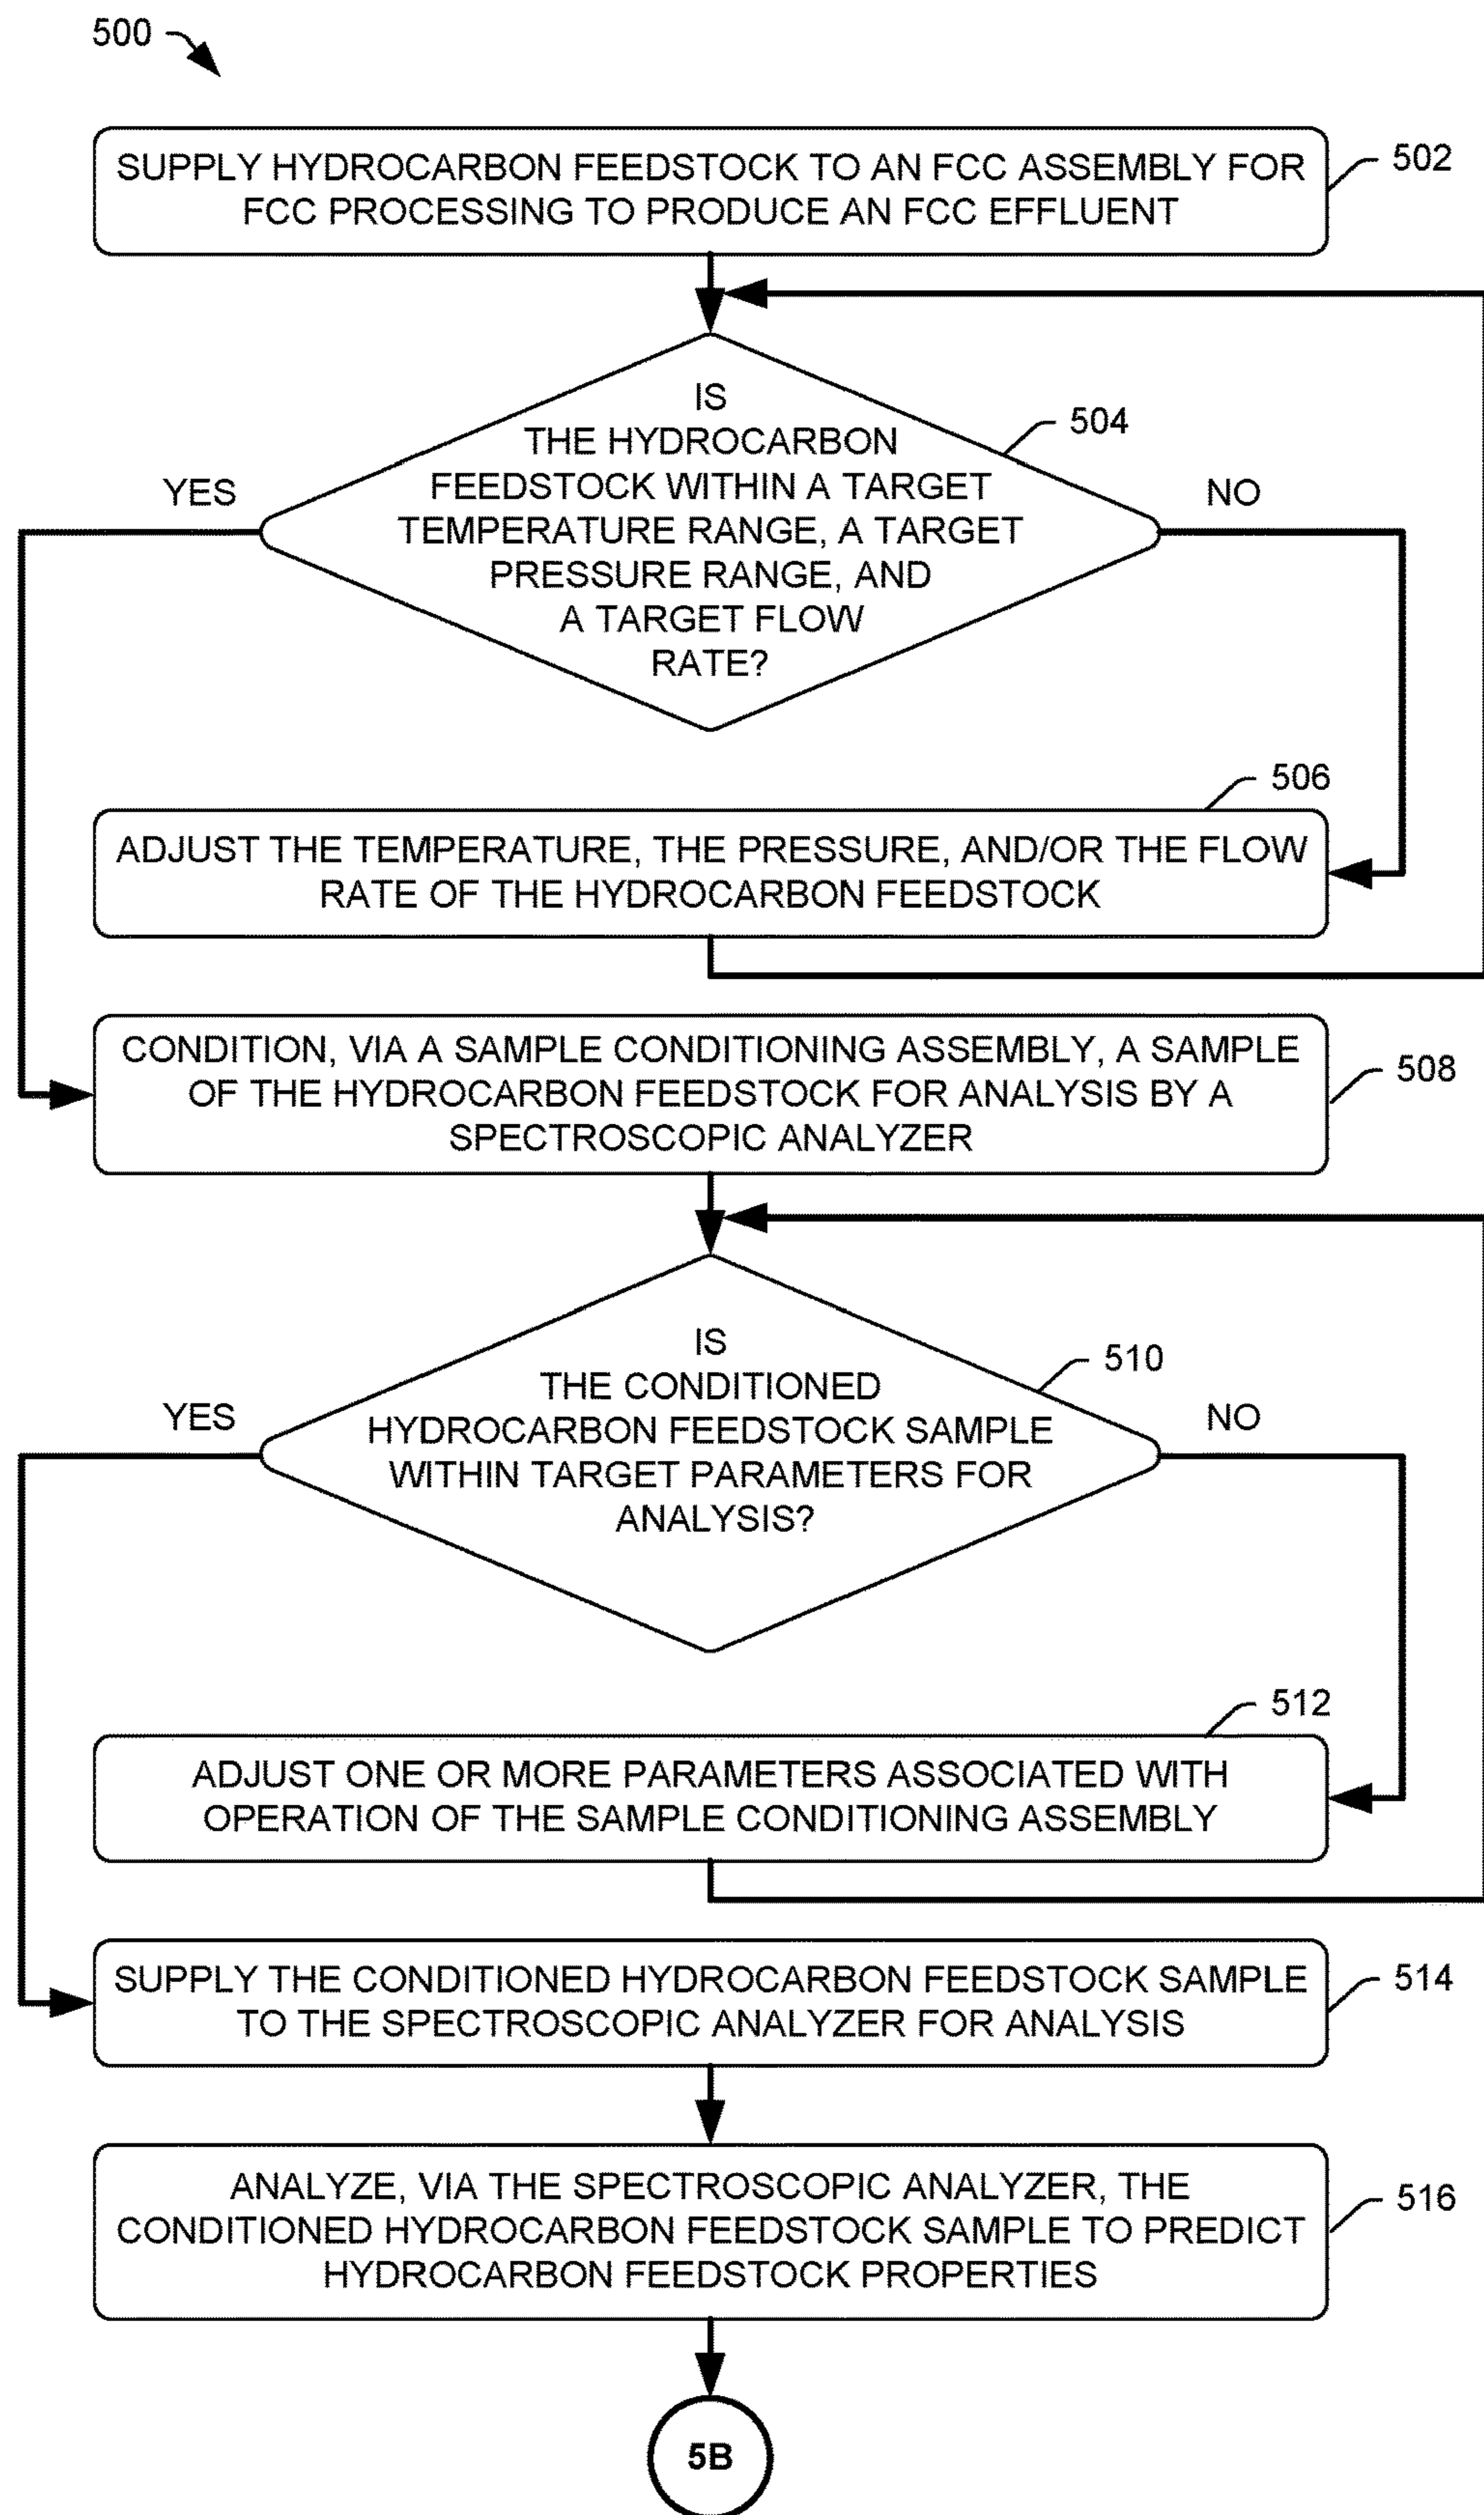 500
SUPPLY HYDROCARBON FEEDSTOCK TO AN FCC ASSEMBLY FOR
FCC PROCESSING TO PRODUCE AN FCC EFFLUENT
502
IS
THE HYDROCARBON
FEEDSTOCK WITHIN A TARGET
TEMPERATURE RANGE, A TARGET
PRESSURE RANGE, AND
A TARGET FLOW
RATE?
504
YES
NO
506
ADJUST THE TEMPERATURE, THE PRESSURE, AND/OR THE FLOW
RATE OF THE HYDROCARBON FEEDSTOCK
CONDITION, VIA A SAMPLE CONDITIONING ASSEMBLY, A SAMPLE
OF THE HYDROCARBON FEEDSTOCK FOR ANALYSIS BY A
SPECTROSCOPIC ANALYZER
508
IS
THE CONDITIONED
HYDROCARBON FEEDSTOCK SAMPLE
WITHIN TARGET PARAMETERS FOR
ANALYSIS?
510
YES
NO
512
ADJUST ONE OR MORE PARAMETERS ASSOCIATED WITH
OPERATION OF THE SAMPLE CONDITIONING ASSEMBLY
SUPPLY THE CONDITIONED HYDROCARBON FEEDSTOCK SAMPLE
TO THE SPECTROSCOPIC ANALYZER FOR ANALYSIS
514
ANALYZE, VIA THE SPECTROSCOPIC ANALYZER, THE
CONDITIONED HYDROCARBON FEEDSTOCK SAMPLE TO PREDICT
HYDROCARBON FEEDSTOCK PROPERTIES
516
5B